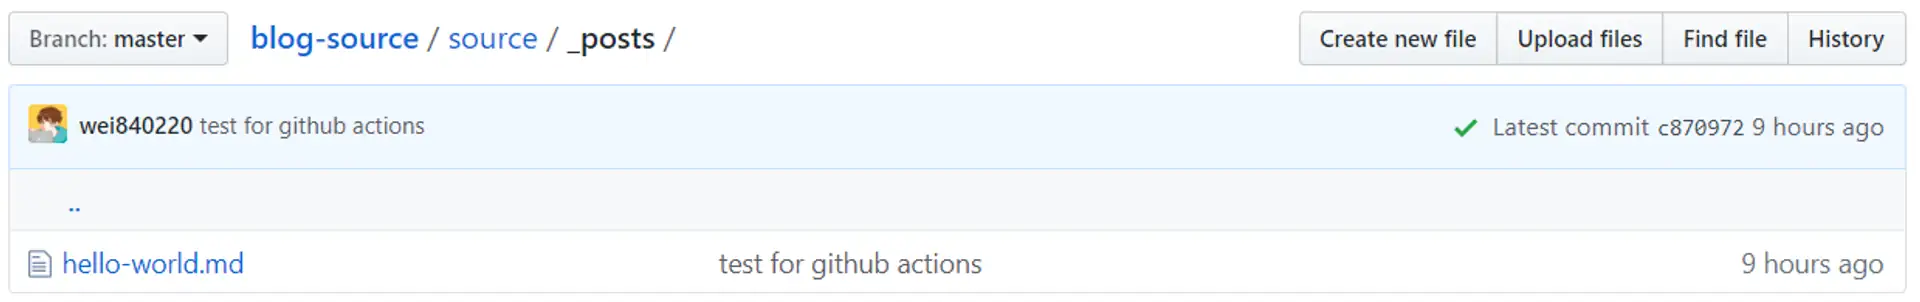 Branch: master blog-source / source / _posts / Create new file Upload files Find file History
wei840220 test for github actions Latest commit c870972 9 hours ago
..
hello-world.md test for github actions 9 hours ago